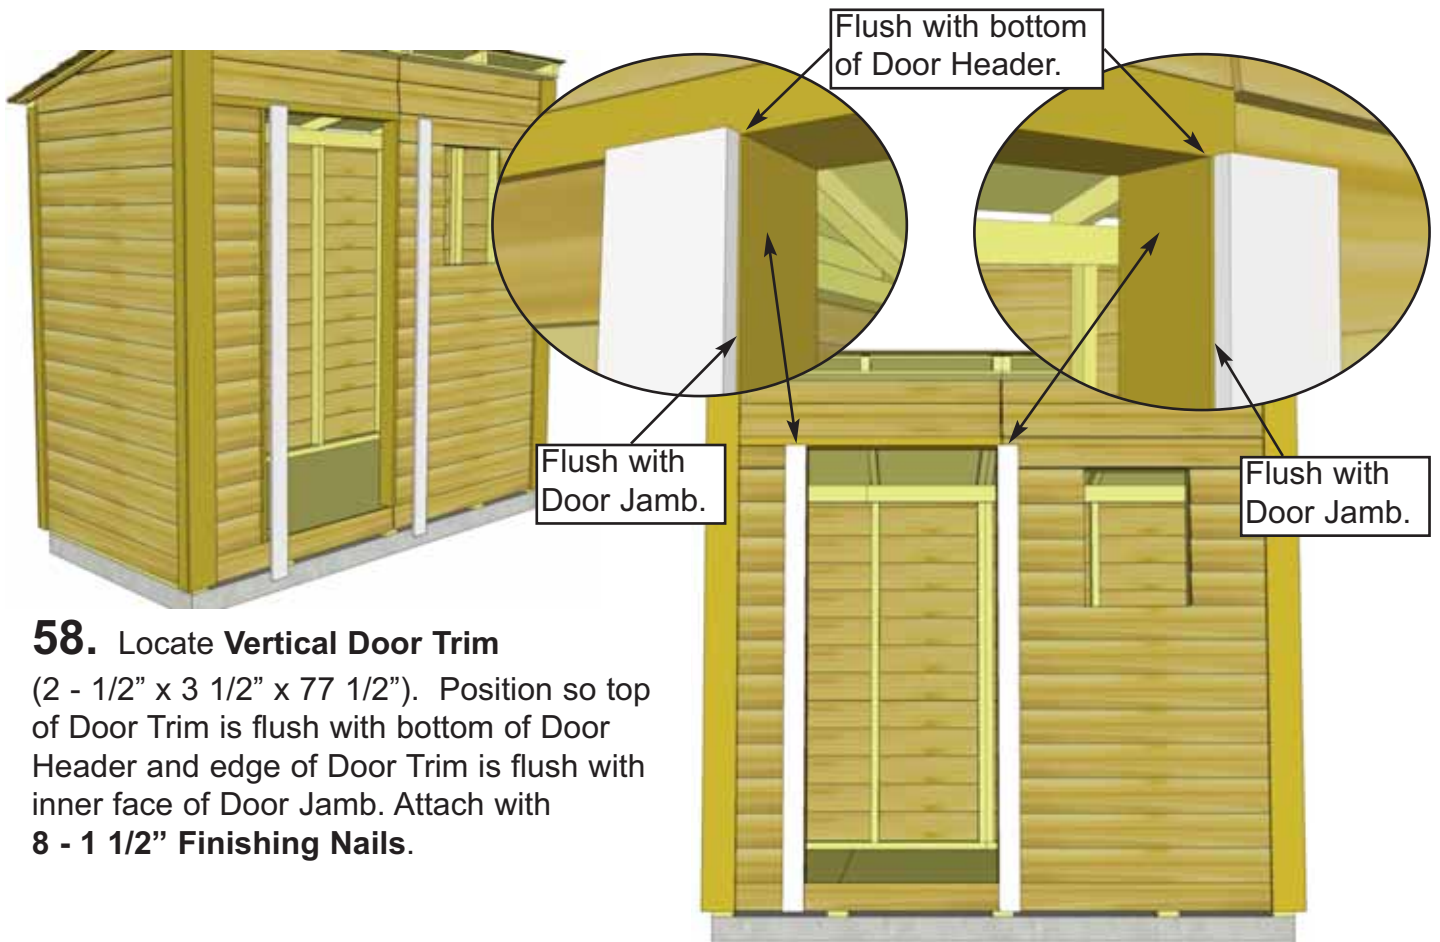 Flush with bottom
of Door Header.
Flush with
Door Jamb.
Flush with
Door Jamb.
58. Locate Vertical Door Trim
(2 - 1/2” x 3 1/2” x 77 1/2”). Position so top
of Door Trim is flush with bottom of Door
Header and edge of Door Trim is flush with
inner face of Door Jamb. Attach with
8 - 1 1/2” Finishing Nails.